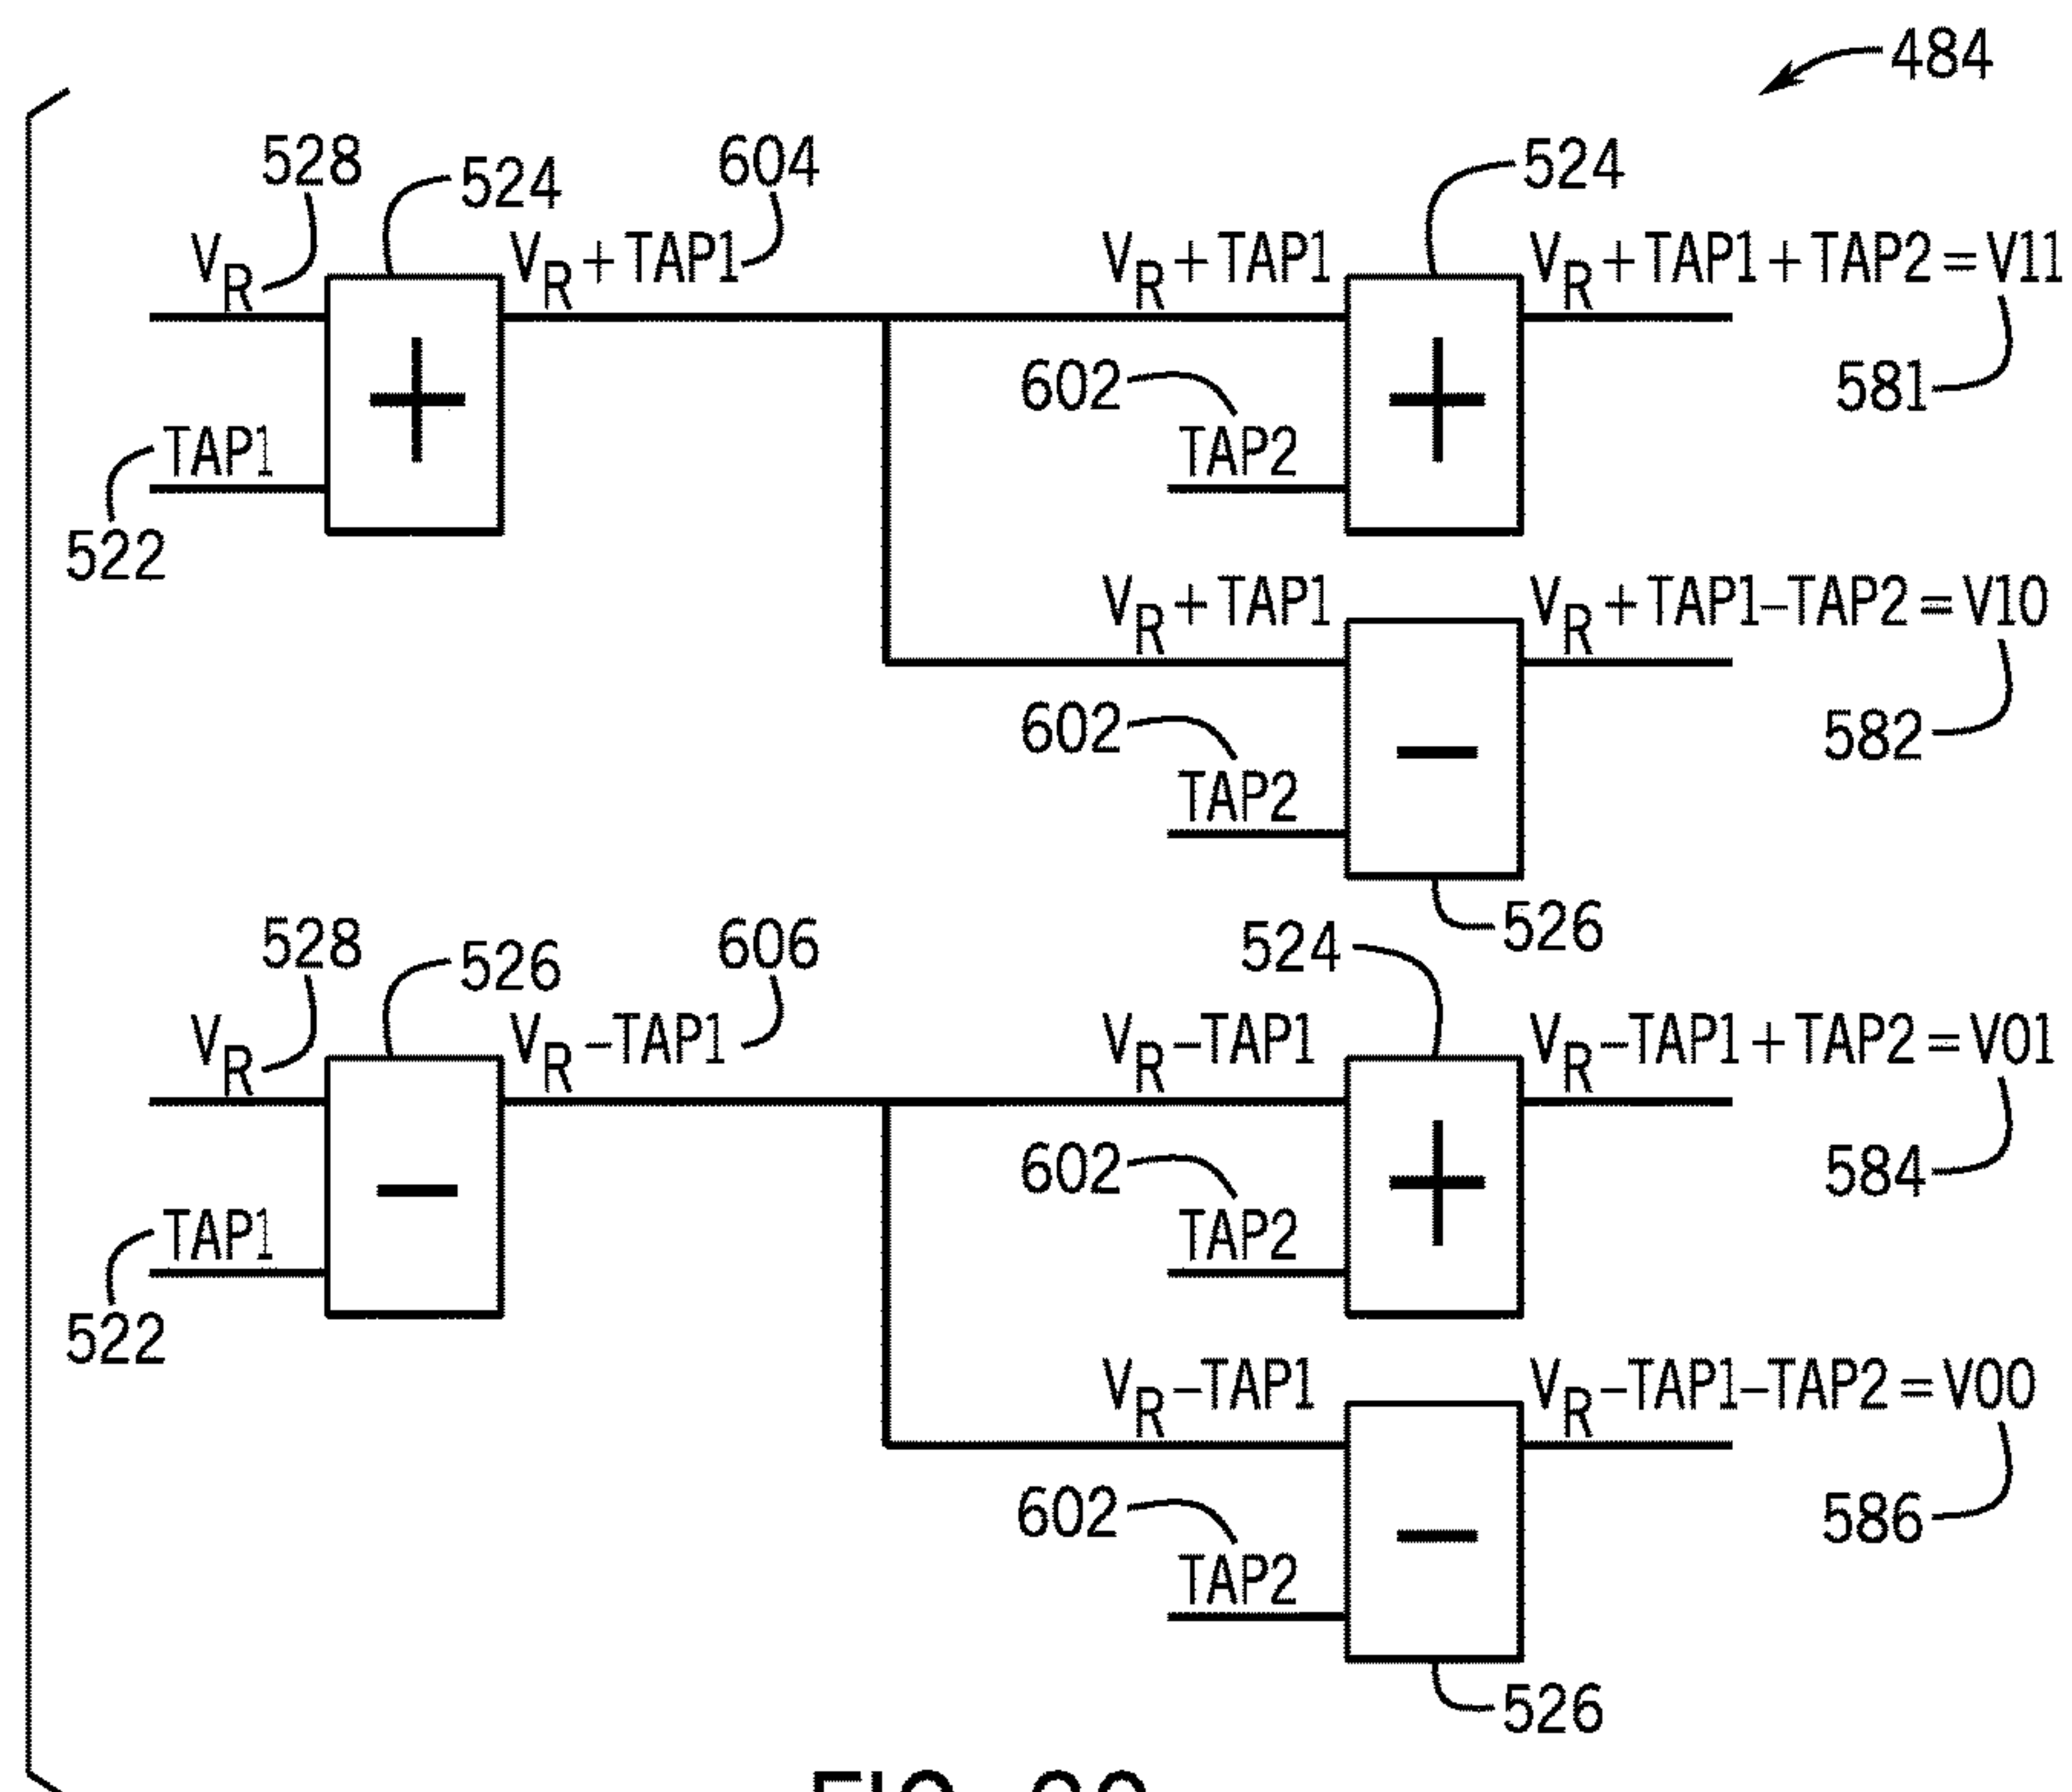 484
528
524
604
524
VR
VR+TAP1
VR+TAP1
VR+TAP1+TAP2=V11
602
581
TAP1
TAP2
522
VR+TAP1
VR+TAP1-TAP2=V10
602
582
TAP2
528
526
606
524
526
VR
VR-TAP1
VR-TAP1
VR-TAP1+TAP2=V01
602
584
TAP1
TAP2
522
VR-TAP1
VR-TAP1-TAP2=V00
602
586
TAP2
526